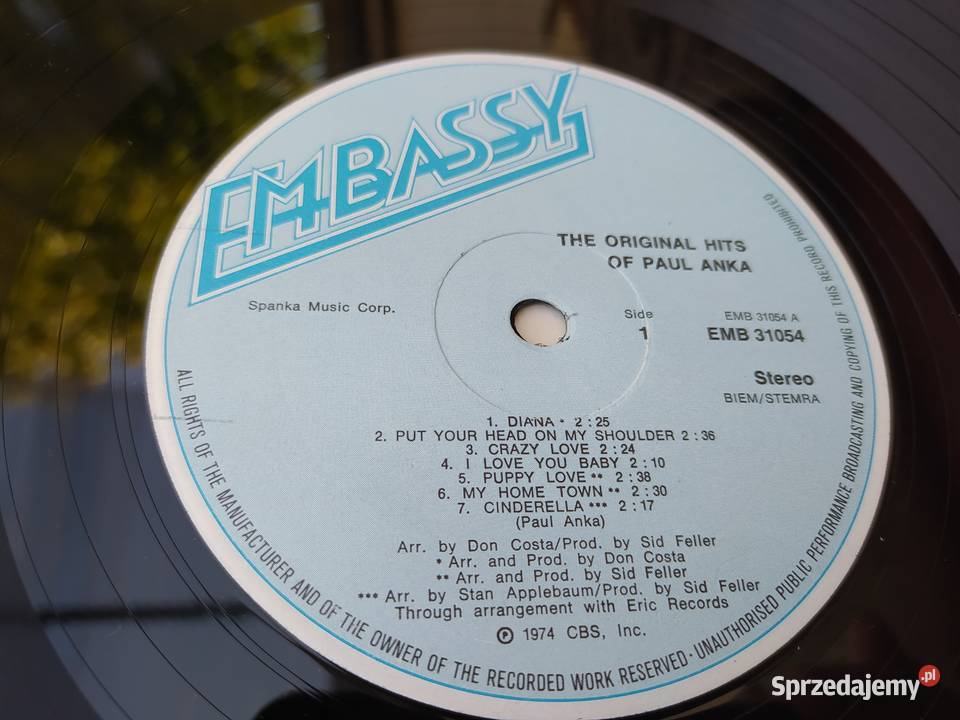 EMBASSY
THE ORIGINAL HITS
OF PAUL ANKA
Spanka Music Corp.
Side
1
EMB 31054 A
EMB 31054
Stereo
BIEM/STEMRA
1. DIANA * 2:25
2. PUT YOUR HEAD ON MY SHOULDER 2:36
3. CRAZY LOVE 2:24
4. I LOVE YOU BABY 2:10
5. PUPPY LOVE ** 2:38
6. MY HOME TOWN ** 2:30
7. CINDERELLA *** 2:17
(Paul Anka)
Arr. by Don Costa/Prod. by Sid Feller
* Arr. and Prod. by Don Costa
** Arr. and Prod. by Sid Feller
*** Arr. by Stan Applebaum/Prod. by Sid Feller
Through arrangement with Eric Records
℗ 1974 CBS, Inc.
ALL RIGHTS OF THE MANUFACTURER AND OF THE OWNER OF THE RECORDED WORK RESERVED · UNAUTHORISED PUBLIC PERFORMANCE BROADCASTING AND COPYING OF THIS RECORD PROHIBITED
Sprzedajemy.pl